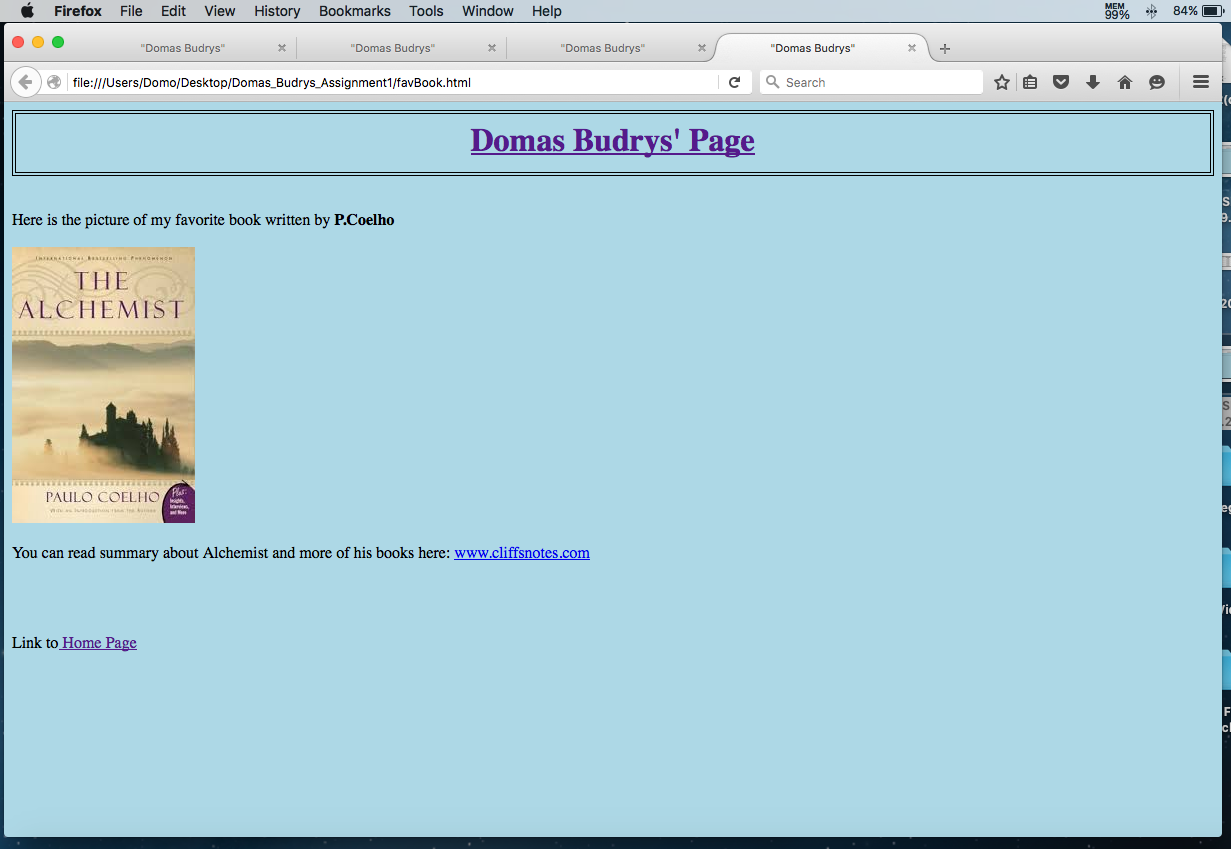 Firefox File Edit View History Bookmarks Tools Window Help
MEM
99%
84%
"Domas Budrys" "Domas Budrys" "Domas Budrys" "Domas Budrys"
file:///Users/Domo/Desktop/Domas_Budrys_Assignment1/favBook.html
Search
Domas Budrys' Page
Here is the picture of my favorite book written by P.Coelho
International Bestselling Phenomenon
THE
ALCHEMIST
PAULO COELHO
With an Introduction from the Author
Plus:
Insights,
Interviews,
and More
You can read summary about Alchemist and more of his books here: www.cliffsnotes.com
Link to Home Page